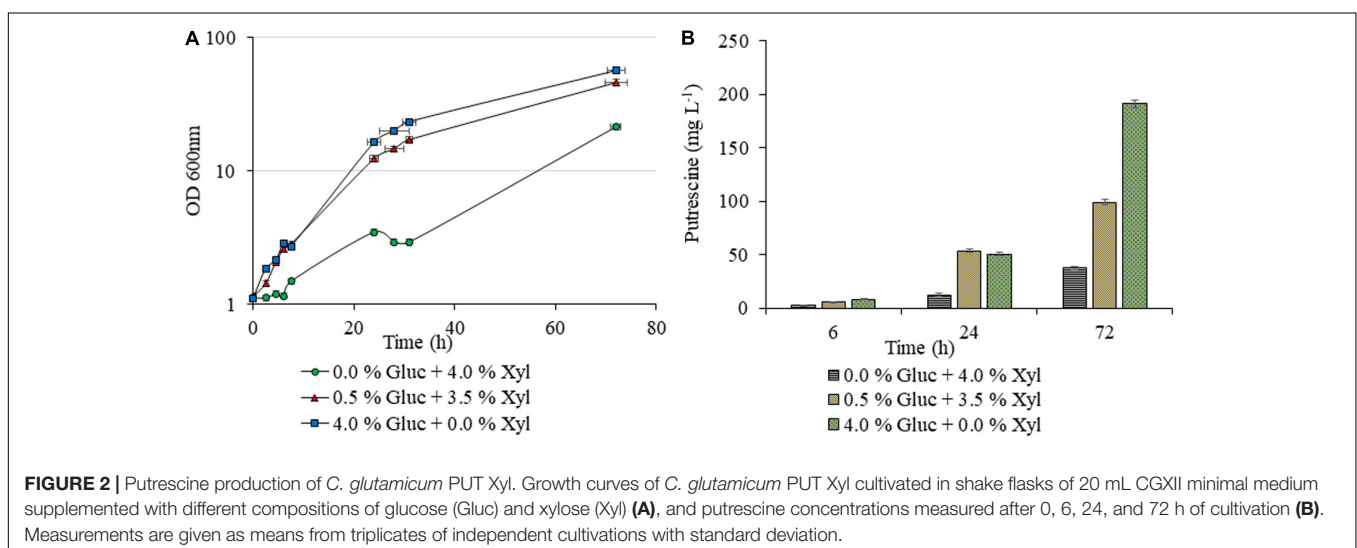 A
100
10
1
OD 600nm
0 20 40 60 80
Time (h)
0.0 % Gluc + 4.0 % Xyl
0.5 % Gluc + 3.5 % Xyl
4.0 % Gluc + 0.0 % Xyl
B
250
200
150
100
50
0
Putrescine (mg L-1)
6 24 72
Time (h)
0.0 % Gluc + 4.0 % Xyl
0.5 % Gluc + 3.5 % Xyl
4.0 % Gluc + 0.0 % Xyl
FIGURE 2 | Putrescine production of C. glutamicum PUT Xyl. Growth curves of C. glutamicum PUT Xyl cultivated in shake flasks of 20 mL CGXII minimal medium
supplemented with different compositions of glucose (Gluc) and xylose (Xyl) (A), and putrescine concentrations measured after 0, 6, 24, and 72 h of cultivation (B).
Measurements are given as means from triplicates of independent cultivations with standard deviation.